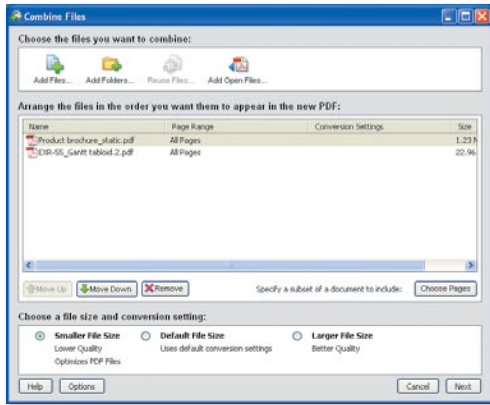 Combine Files
Choose the files you want to combine:
Add Files... Add Folders... Reuse Files... Add Open Files...
Arrange the files in the order you want them to appear in the new PDF:
Name Page Range Conversion Settings Size
Product brochure_static.pdf All Pages 1.23
Gantt tabloid.2.pdf All Pages 22.96
Move Up Move Down Remove Specify a subset of a document to include: Choose Pages
Choose a file size and conversion setting:
Smaller File Size Default File Size Larger File Size
Lower Quality Uses default conversion settings Better Quality
Optimizes PDF Files
Help Options Cancel Next